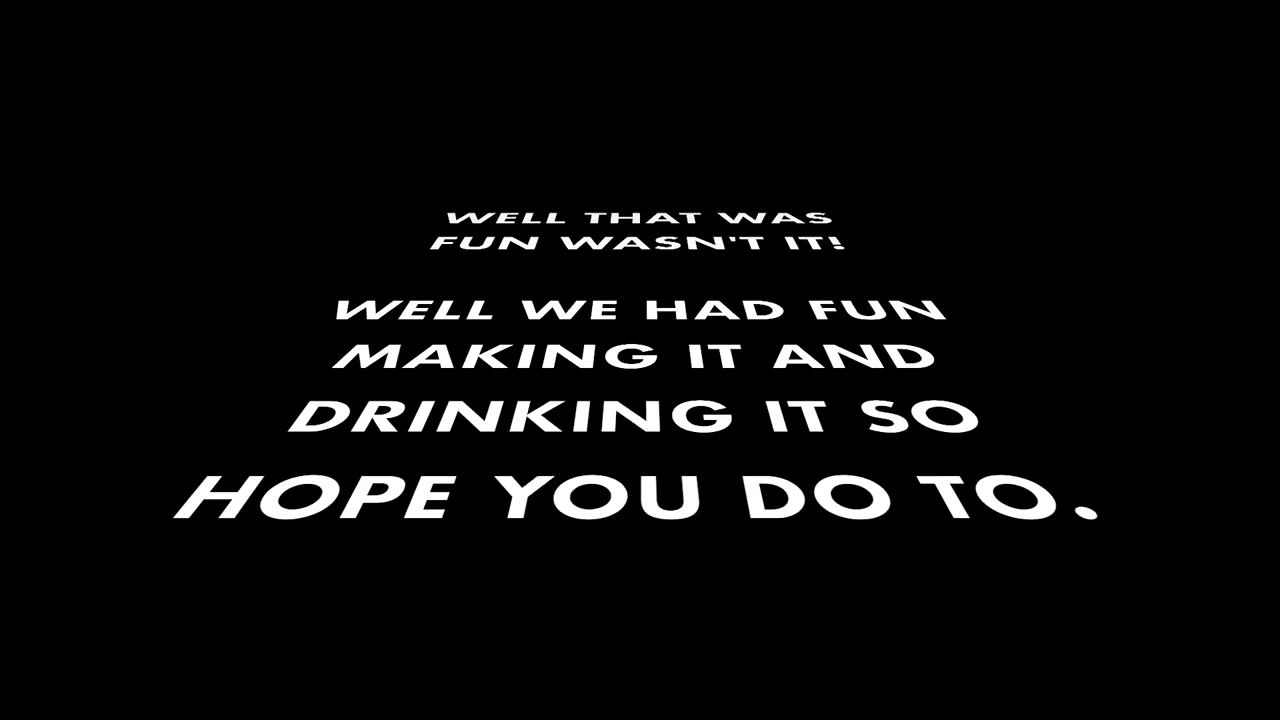 WELL THAT WAS
FUN WASN'T IT!
WELL WE HAD FUN
MAKING IT AND
DRINKING IT SO
HOPE YOU DO TO.